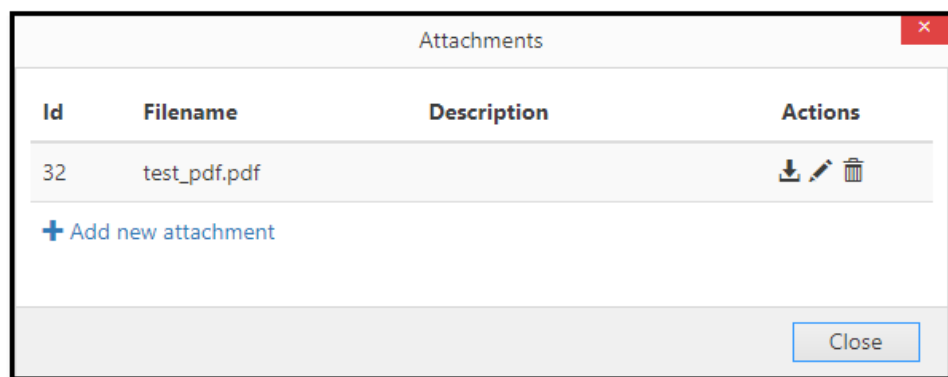 Attachments
Id Filename Description Actions
32 test_pdf.pdf
Add new attachment
Close